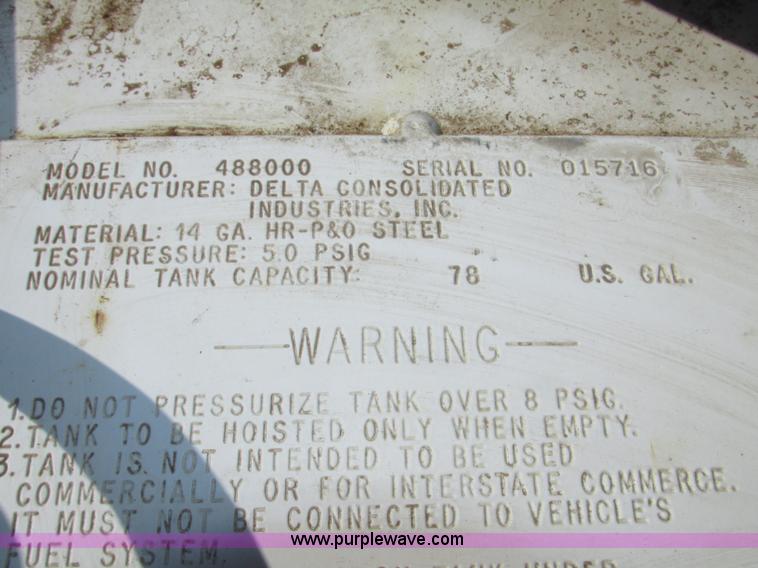 MODEL NO. 488000 SERIAL NO. 015716
MANUFACTURER: DELTA CONSOLIDATED
INDUSTRIES, INC.
MATERIAL: 14 GA. HR-P&O STEEL
TEST PRESSURE: 5.0 PSIG
NOMINAL TANK CAPACITY: 78 U.S. GAL.
WARNING
1. DO NOT PRESSURIZE TANK OVER 8 PSIG.
2. TANK TO BE HOISTED ONLY WHEN EMPTY.
3. TANK IS NOT INTENDED TO BE USED
COMMERCIALLY OR FOR INTERSTATE COMMERCE.
IT MUST NOT BE CONNECTED TO VEHICLE'S
FUEL SYSTEM.
www.purplewave.com
TANK UNDER